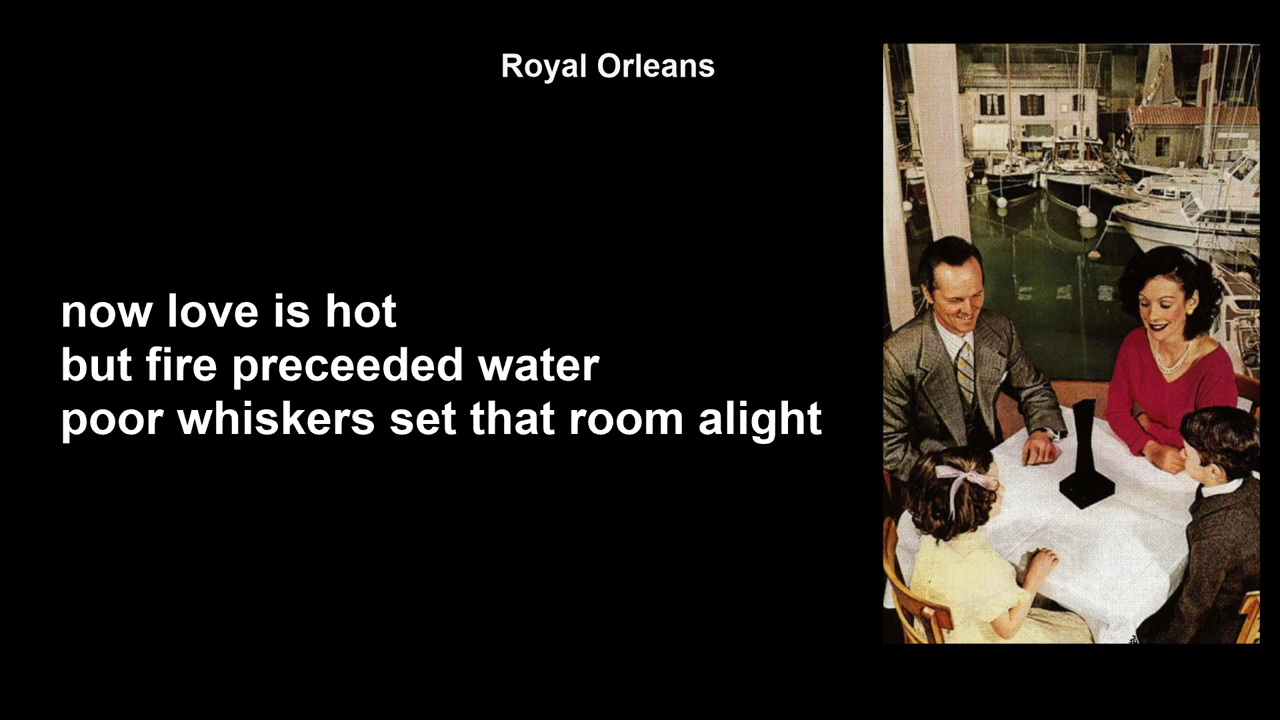 Royal Orleans
now love is hot
but fire preceeded water
poor whiskers set that room alight